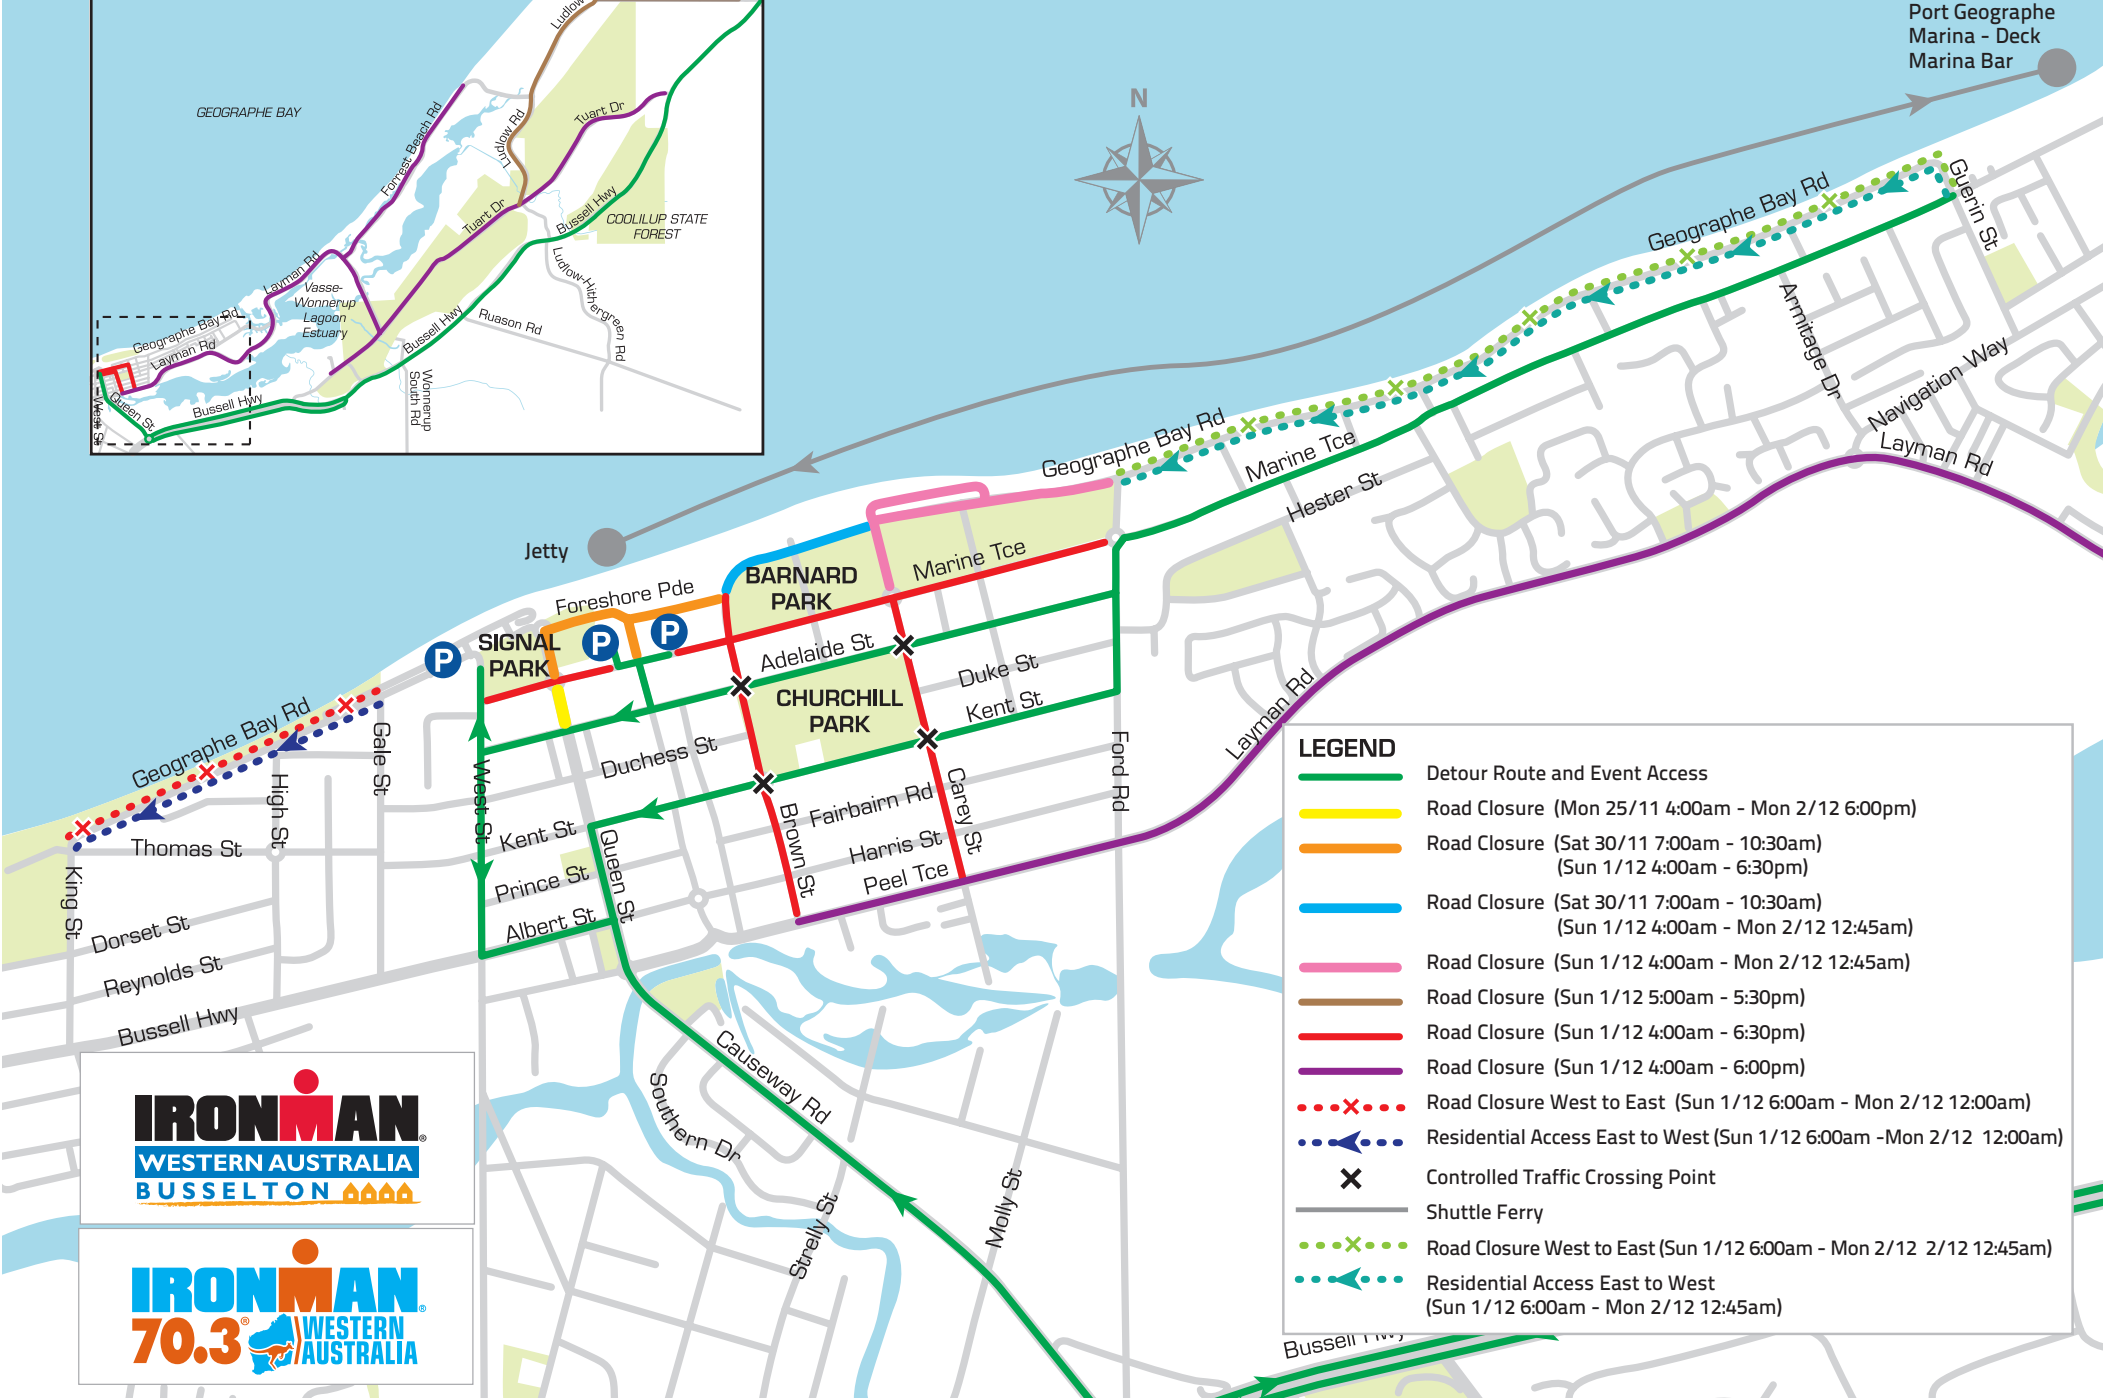 Port Geographe
Marina - Deck
Marina Bar
N
GEOGRAPHE BAY
Forrest Beach Rd
Ludlow
Ludlow Rd
Tuart Dr
Tuart Dr
Bussell Hwy
COOLILUP STATE
FOREST
Ludlow-Hithergreen Rd
Layman Rd
Vasse-
Wonnerup
Lagoon
Estuary
Geographe Bay Rd
Layman Rd
Bussell Hwy
Ruason Rd
Wonnerup
South Rd
Queen St
West St
Bussell Hwy
Geographe Bay Rd
Guerin St
Armitage Dr
Navigation Way
Layman Rd
Geographe Bay Rd
Marine Tce
Hester St
Jetty
Foreshore Pde
BARNARD
PARK
Marine Tce
P
P
P
SIGNAL
PARK
Adelaide St
Duke St
CHURCHILL
PARK
Kent St
Geographe Bay Rd
Gale St
High St
West St
Duchess St
Kent St
Queen St
Brown St
Fairbairn Rd
Carey St
Harris St
Peel Tce
Ford Rd
Layman Rd
Thomas St
King St
Prince St
Albert St
Dorset St
Reynolds St
Bussell Hwy
Causeway Rd
Southern Dr
Strelly St
Molly St
Bussell Hwy
LEGEND
Detour Route and Event Access
Road Closure (Mon 25/11 4:00am - Mon 2/12 6:00pm)
Road Closure (Sat 30/11 7:00am - 10:30am)
(Sun 1/12 4:00am - 6:30pm)
Road Closure (Sat 30/11 7:00am - 10:30am)
(Sun 1/12 4:00am - Mon 2/12 12:45am)
Road Closure (Sun 1/12 4:00am - Mon 2/12 12:45am)
Road Closure (Sun 1/12 5:00am - 5:30pm)
Road Closure (Sun 1/12 4:00am - 6:30pm)
Road Closure (Sun 1/12 4:00am - 6:00pm)
Road Closure West to East (Sun 1/12 6:00am - Mon 2/12 12:00am)
Residential Access East to West (Sun 1/12 6:00am -Mon 2/12 12:00am)
Controlled Traffic Crossing Point
Shuttle Ferry
Road Closure West to East (Sun 1/12 6:00am - Mon 2/12 2/12 12:45am)
Residential Access East to West
(Sun 1/12 6:00am - Mon 2/12 12:45am)
IRONMAN®
WESTERN AUSTRALIA
BUSSELTON
IRONMAN®
70.3®
WESTERN
AUSTRALIA